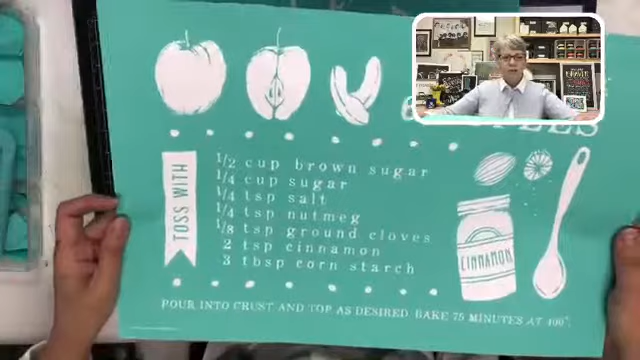 TOSS WITH
1/2 cup brown sugar
1/4 cup sugar
1/4 tsp salt
1/4 tsp nutmeg
1/8 tsp ground cloves
2 tsp cinnamon
3 tbsp corn starch
CINNAMON
POUR INTO CRUST AND TOP AS DESIRED. BAKE 75 MINUTES AT 400°.